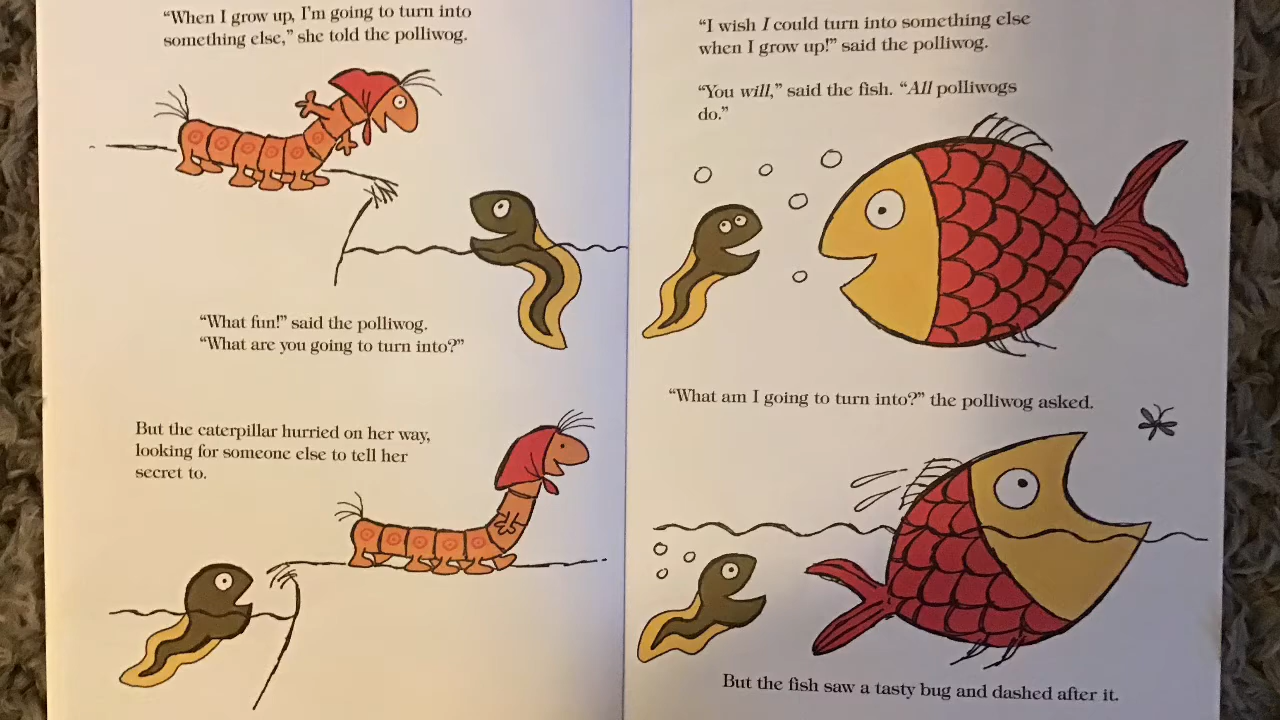 “When I grow up, I’m going to turn into
something else,” she told the polliwog.
“What fun!” said the polliwog.
“What are you going to turn into?”
But the caterpillar hurried on her way,
looking for someone else to tell her
secret to.
“I wish I could turn into something else
when I grow up!” said the polliwog.
“You will,” said the fish. “All polliwogs
do.”
“What am I going to turn into?” the polliwog asked.
But the fish saw a tasty bug and dashed after it.